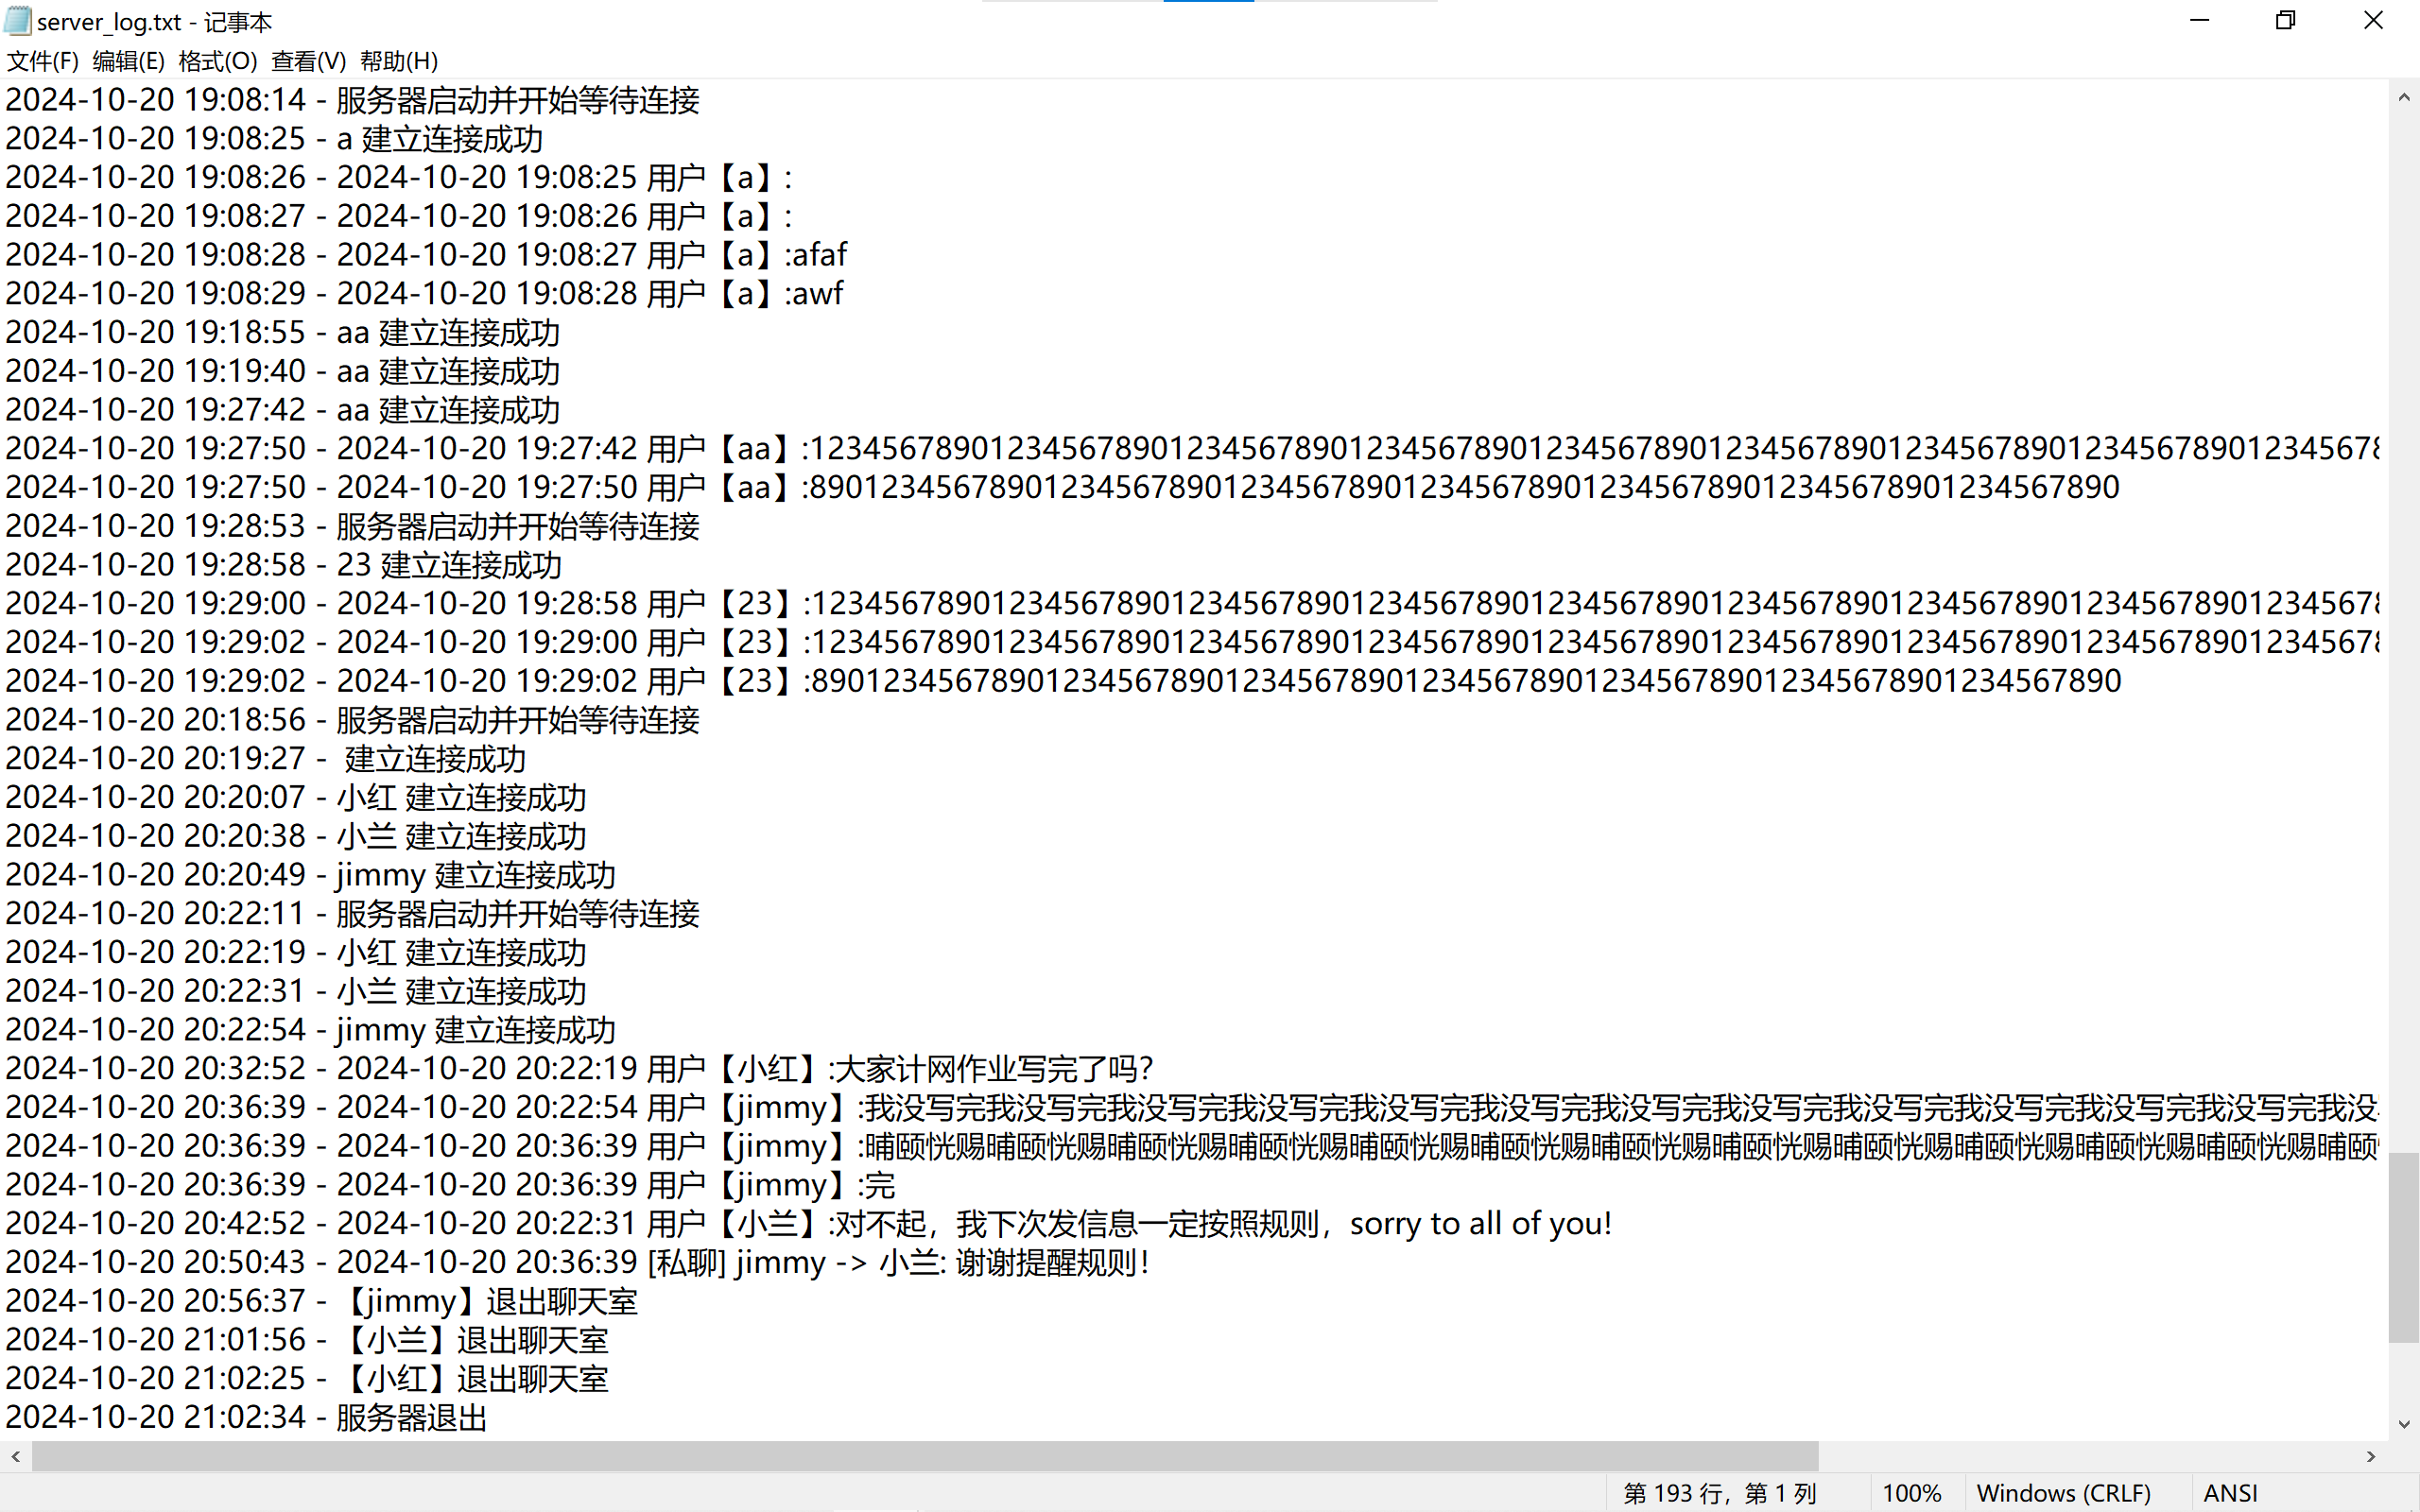 server_log.txt - 记事本
文件(F) 编辑(E) 格式(O) 查看(V) 帮助(H)
2024-10-20 19:08:14 - 服务器启动并开始等待连接
2024-10-20 19:08:25 - a 建立连接成功
2024-10-20 19:08:26 - 2024-10-20 19:08:25 用户【a】:
2024-10-20 19:08:27 - 2024-10-20 19:08:26 用户【a】:
2024-10-20 19:08:28 - 2024-10-20 19:08:27 用户【a】:afaf
2024-10-20 19:08:29 - 2024-10-20 19:08:28 用户【a】:awf
2024-10-20 19:18:55 - aa 建立连接成功
2024-10-20 19:19:40 - aa 建立连接成功
2024-10-20 19:27:42 - aa 建立连接成功
2024-10-20 19:27:50 - 2024-10-20 19:27:42 用户【aa】:1234567890123456789012345678901234567890123456789012345678901234567890123456789012345678
2024-10-20 19:27:50 - 2024-10-20 19:27:50 用户【aa】:8901234567890123456789012345678901234567890123456789012345678901234567890
2024-10-20 19:28:53 - 服务器启动并开始等待连接
2024-10-20 19:28:58 - 23 建立连接成功
2024-10-20 19:29:00 - 2024-10-20 19:28:58 用户【23】:1234567890123456789012345678901234567890123456789012345678901234567890123456789012345678
2024-10-20 19:29:02 - 2024-10-20 19:29:00 用户【23】:1234567890123456789012345678901234567890123456789012345678901234567890123456789012345678
2024-10-20 19:29:02 - 2024-10-20 19:29:02 用户【23】:8901234567890123456789012345678901234567890123456789012345678901234567890
2024-10-20 20:18:56 - 服务器启动并开始等待连接
2024-10-20 20:19:27 -  建立连接成功
2024-10-20 20:20:07 - 小红 建立连接成功
2024-10-20 20:20:38 - 小兰 建立连接成功
2024-10-20 20:20:49 - jimmy 建立连接成功
2024-10-20 20:22:11 - 服务器启动并开始等待连接
2024-10-20 20:22:19 - 小红 建立连接成功
2024-10-20 20:22:31 - 小兰 建立连接成功
2024-10-20 20:22:54 - jimmy 建立连接成功
2024-10-20 20:32:52 - 2024-10-20 20:22:19 用户【小红】:大家计网作业写完了吗？
2024-10-20 20:36:39 - 2024-10-20 20:22:54 用户【jimmy】:我没写完我没写完我没写完我没写完我没写完我没写完我没写完我没写完我没写完我没写完我没写完我没写完我没
2024-10-20 20:36:39 - 2024-10-20 20:36:39 用户【jimmy】:晡颐恍赐晡颐恍赐晡颐恍赐晡颐恍赐晡颐恍赐晡颐恍赐晡颐恍赐晡颐恍赐晡颐恍赐晡颐恍赐晡颐恍赐晡颐恍赐晡颐
2024-10-20 20:36:39 - 2024-10-20 20:36:39 用户【jimmy】:完
2024-10-20 20:42:52 - 2024-10-20 20:22:31 用户【小兰】:对不起，我下次发信息一定按照规则，sorry to all of you!
2024-10-20 20:50:43 - 2024-10-20 20:36:39 [私聊] jimmy -> 小兰: 谢谢提醒规则！
2024-10-20 20:56:37 - 【jimmy】退出聊天室
2024-10-20 21:01:56 - 【小兰】退出聊天室
2024-10-20 21:02:25 - 【小红】退出聊天室
2024-10-20 21:02:34 - 服务器退出
第 193 行，第 1 列 100% Windows (CRLF) ANSI